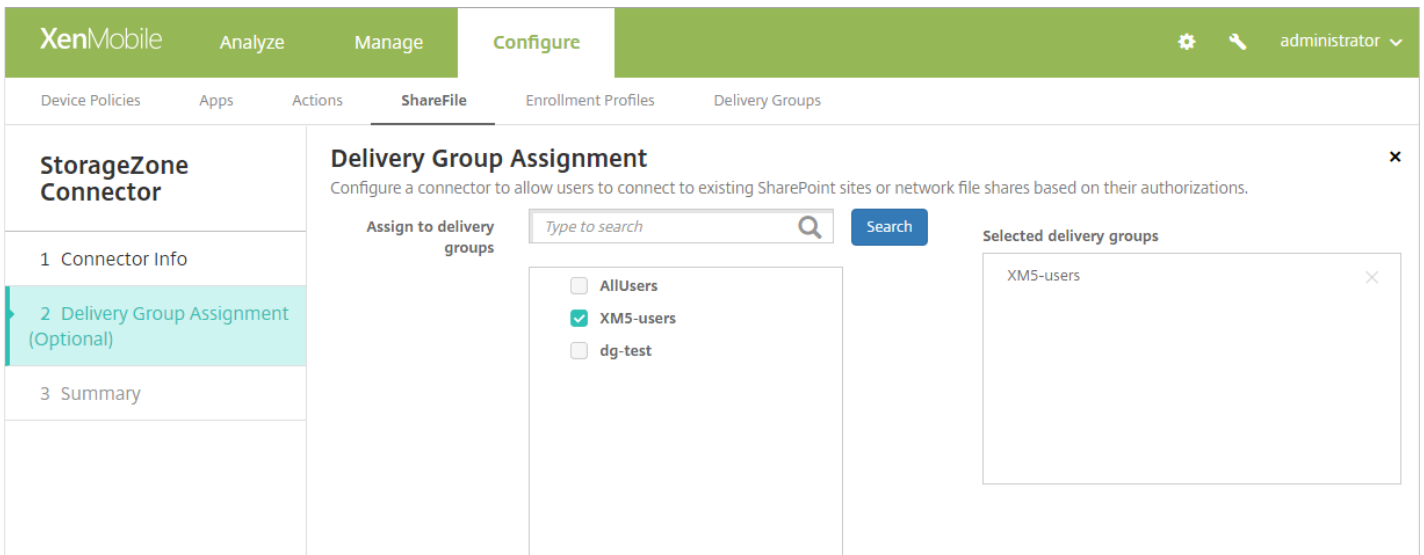 XenMobile Analyze Manage Configure administrator
Device Policies Apps Actions ShareFile Enrollment Profiles Delivery Groups
StorageZone
Connector
1 Connector Info
2 Delivery Group Assignment
(Optional)
3 Summary
Delivery Group Assignment
Configure a connector to allow users to connect to existing SharePoint sites or network file shares based on their authorizations.
Assign to delivery
groups
Type to search
Search
AllUsers
XM5-users
dg-test
Selected delivery groups
XM5-users